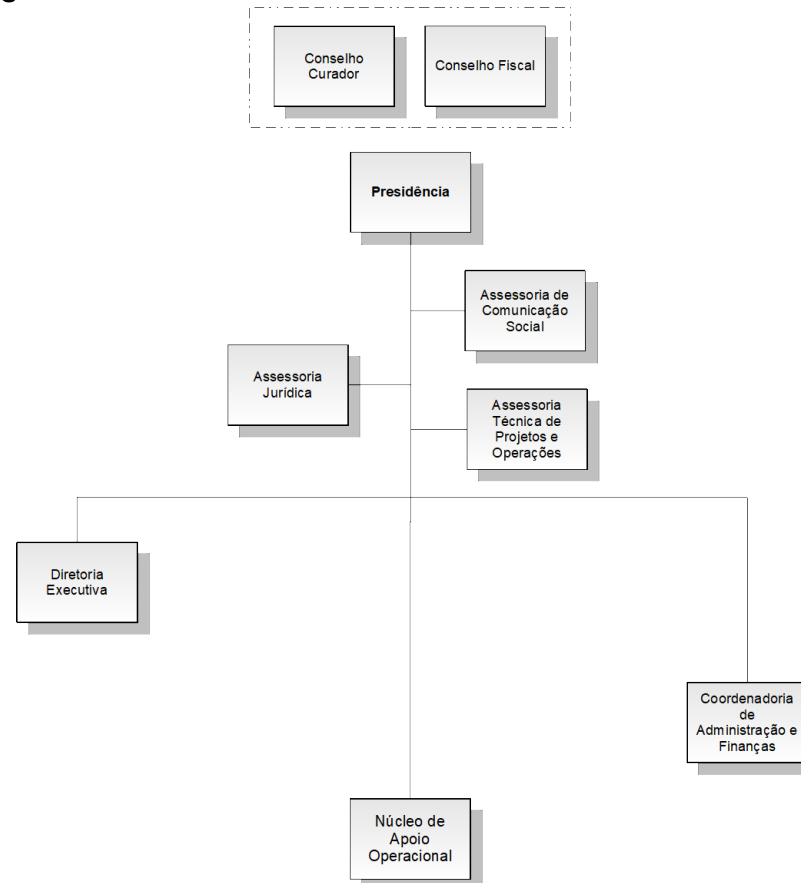 Conselho
Curador
Conselho Fiscal
Presidência
Assessoria de
Comunicação
Social
Assessoria
Jurídica
Assessoria
Técnica de
Projetos e
Operações
Diretoria
Executiva
Coordenadoria
de
Administração e
Finanças
Núcleo de
Apoio
Operacional